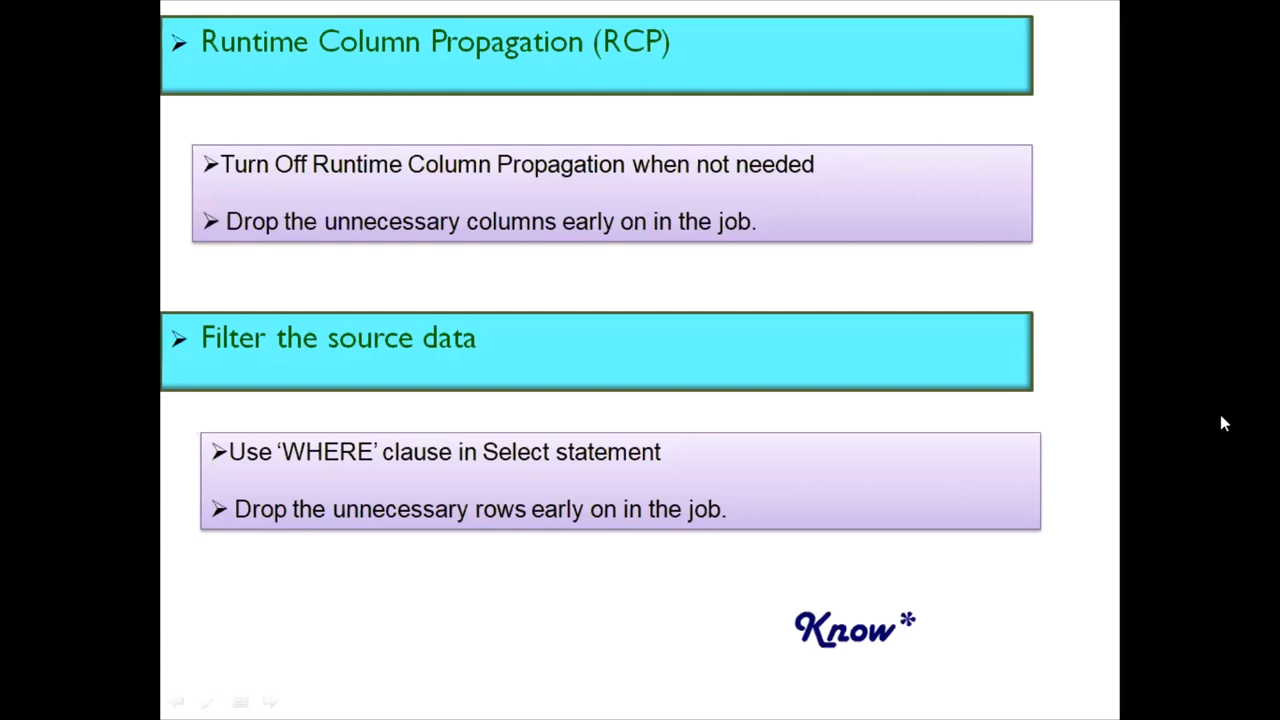 ➢ Runtime Column Propagation (RCP)
➢Turn Off Runtime Column Propagation when not needed
➢ Drop the unnecessary columns early on in the job.
➢ Filter the source data
➢Use ‘WHERE’ clause in Select statement
➢ Drop the unnecessary rows early on in the job.
Know*